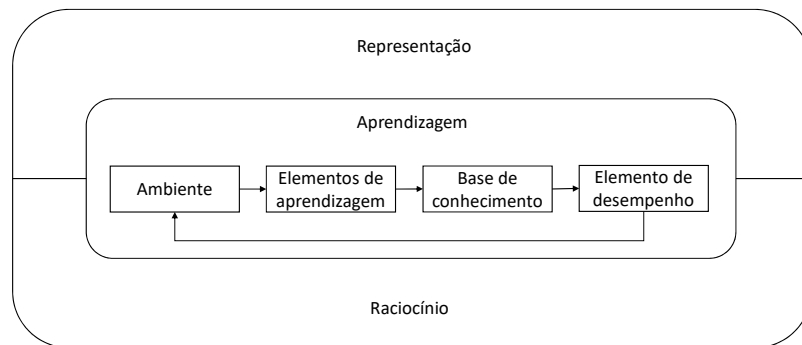 Representação
Aprendizagem
Ambiente
Elementos de
aprendizagem
Base de
conhecimento
Elemento de
desempenho
Raciocínio